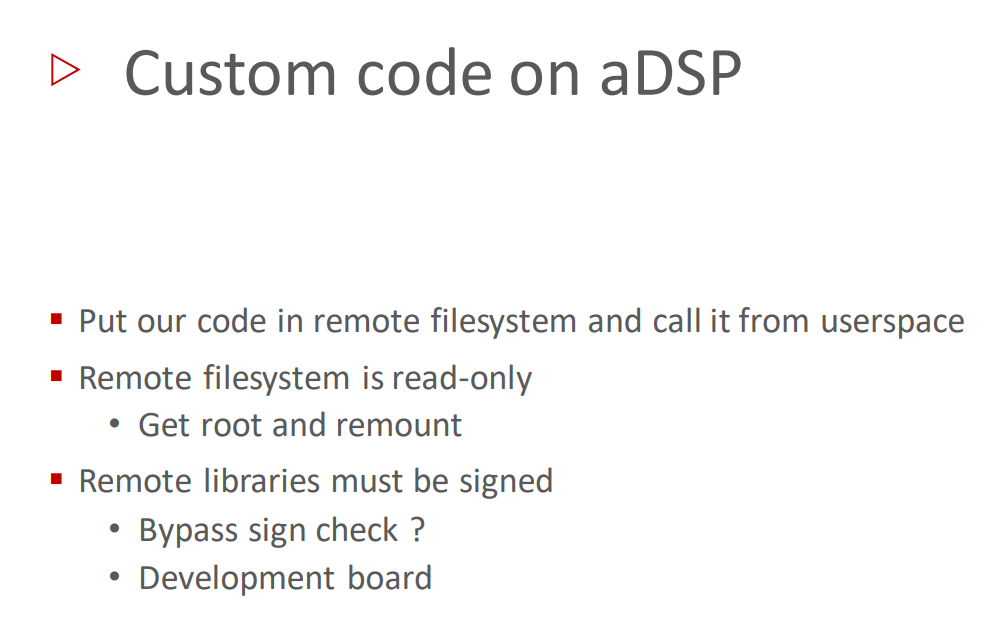 Custom code on aDSP
Put our code in remote filesystem and call it from userspace
Remote filesystem is read-only
Get root and remount
Remote libraries must be signed
Bypass sign check ?
Development board